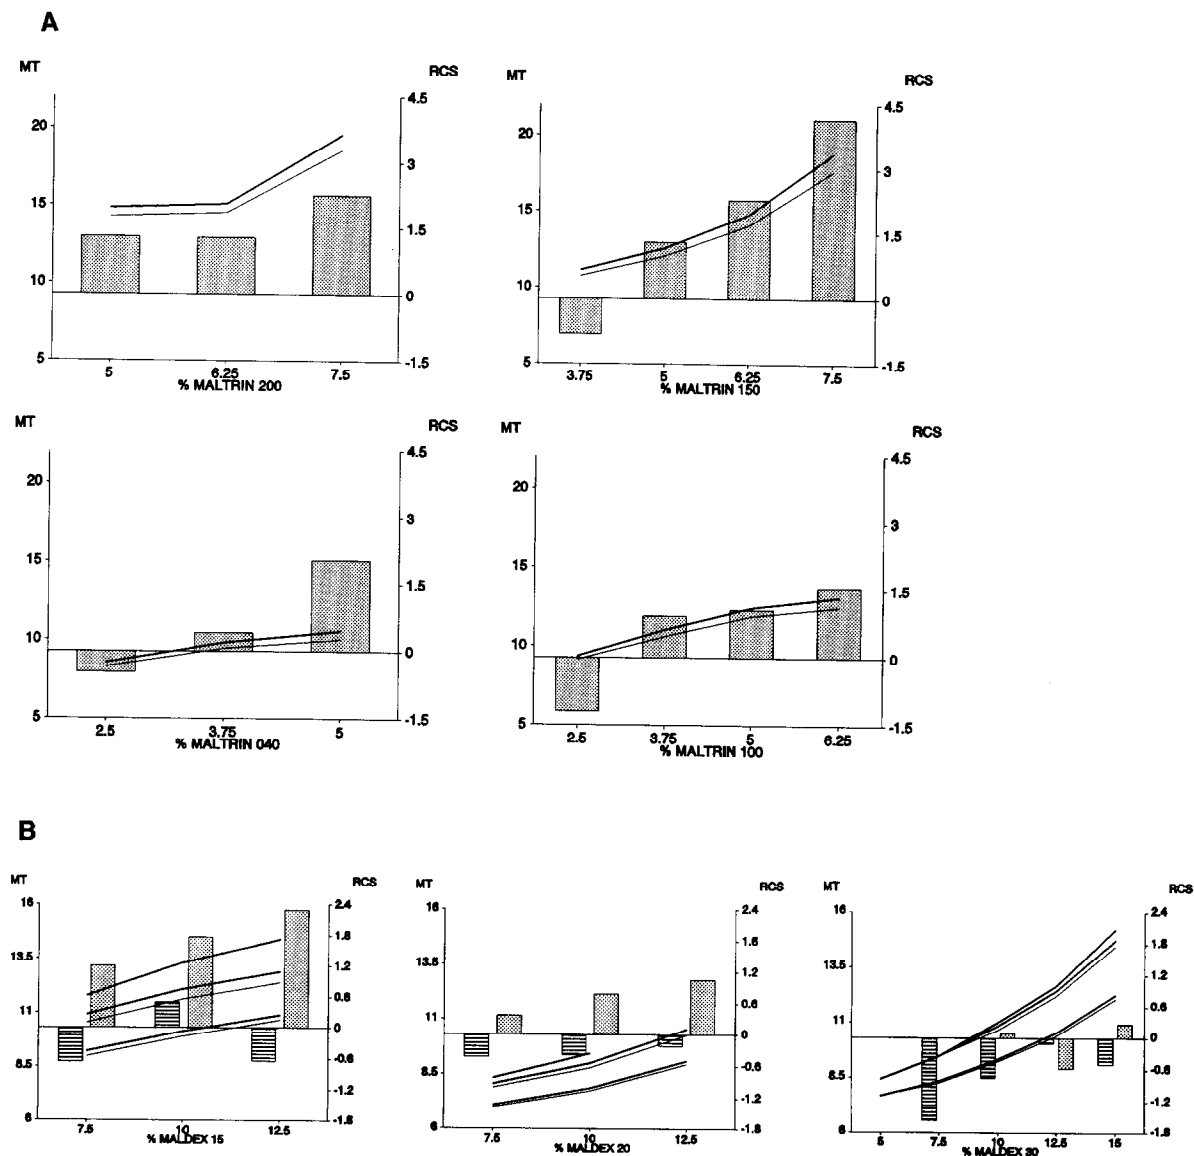 A
MT RCS MT RCS
20 4.5 20 4.5
15 3 15 3
10 1.5 10 1.5
5 0 5 0
-1.5 -1.5
5 6.25 7.5 3.75 5 6.25 7.5
% MALTRIN 200 % MALTRIN 150
MT RCS MT RCS
20 4.5 20 4.5
15 3 15 3
10 1.5 10 1.5
5 0 5 0
-1.5 -1.5
2.5 3.75 5 2.5 3.75 5 6.25
% MALTRIN 040 % MALTRIN 100
B
MT RCS MT RCS MT RCS
16 2.4 16 2.4 16 2.4
1.8 1.8 1.8
13.5 1.2 13.5 1.2 13.5 1.2
11 0.6 11 0.6 11 0.6
0 0 0
8.5 -0.6 8.5 -0.6 8.5 -0.6
-1.2 -1.2 -1.2
6 -1.8 6 -1.8 6 -1.8
7.5 10 12.5 7.5 10 12.5 5 7.5 10 12.5 15
% MALDEX 15 % MALDEX 20 % MALDEX 30